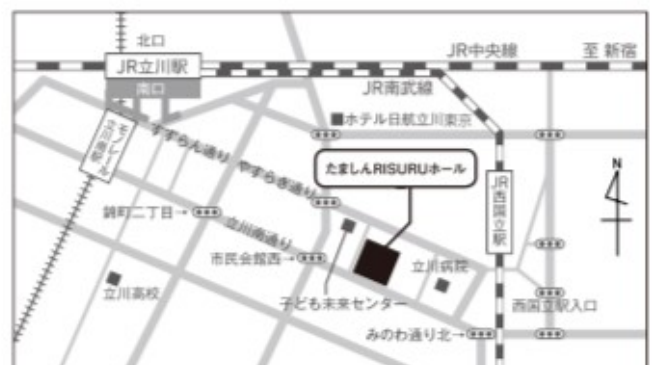 北口
JR中央線
至 新宿
JR立川駅
南口
JR南武線
ホテル日航立川東京
モノレール
立川南駅
すずらん通り
やすらぎ通り
たましんRISURUホール
N
JR西国立駅
錦町二丁目→
立川南通り
市民会館西→
立川病院
立川高校
子ども未来センター
西国立駅入口
みのわ通り北→